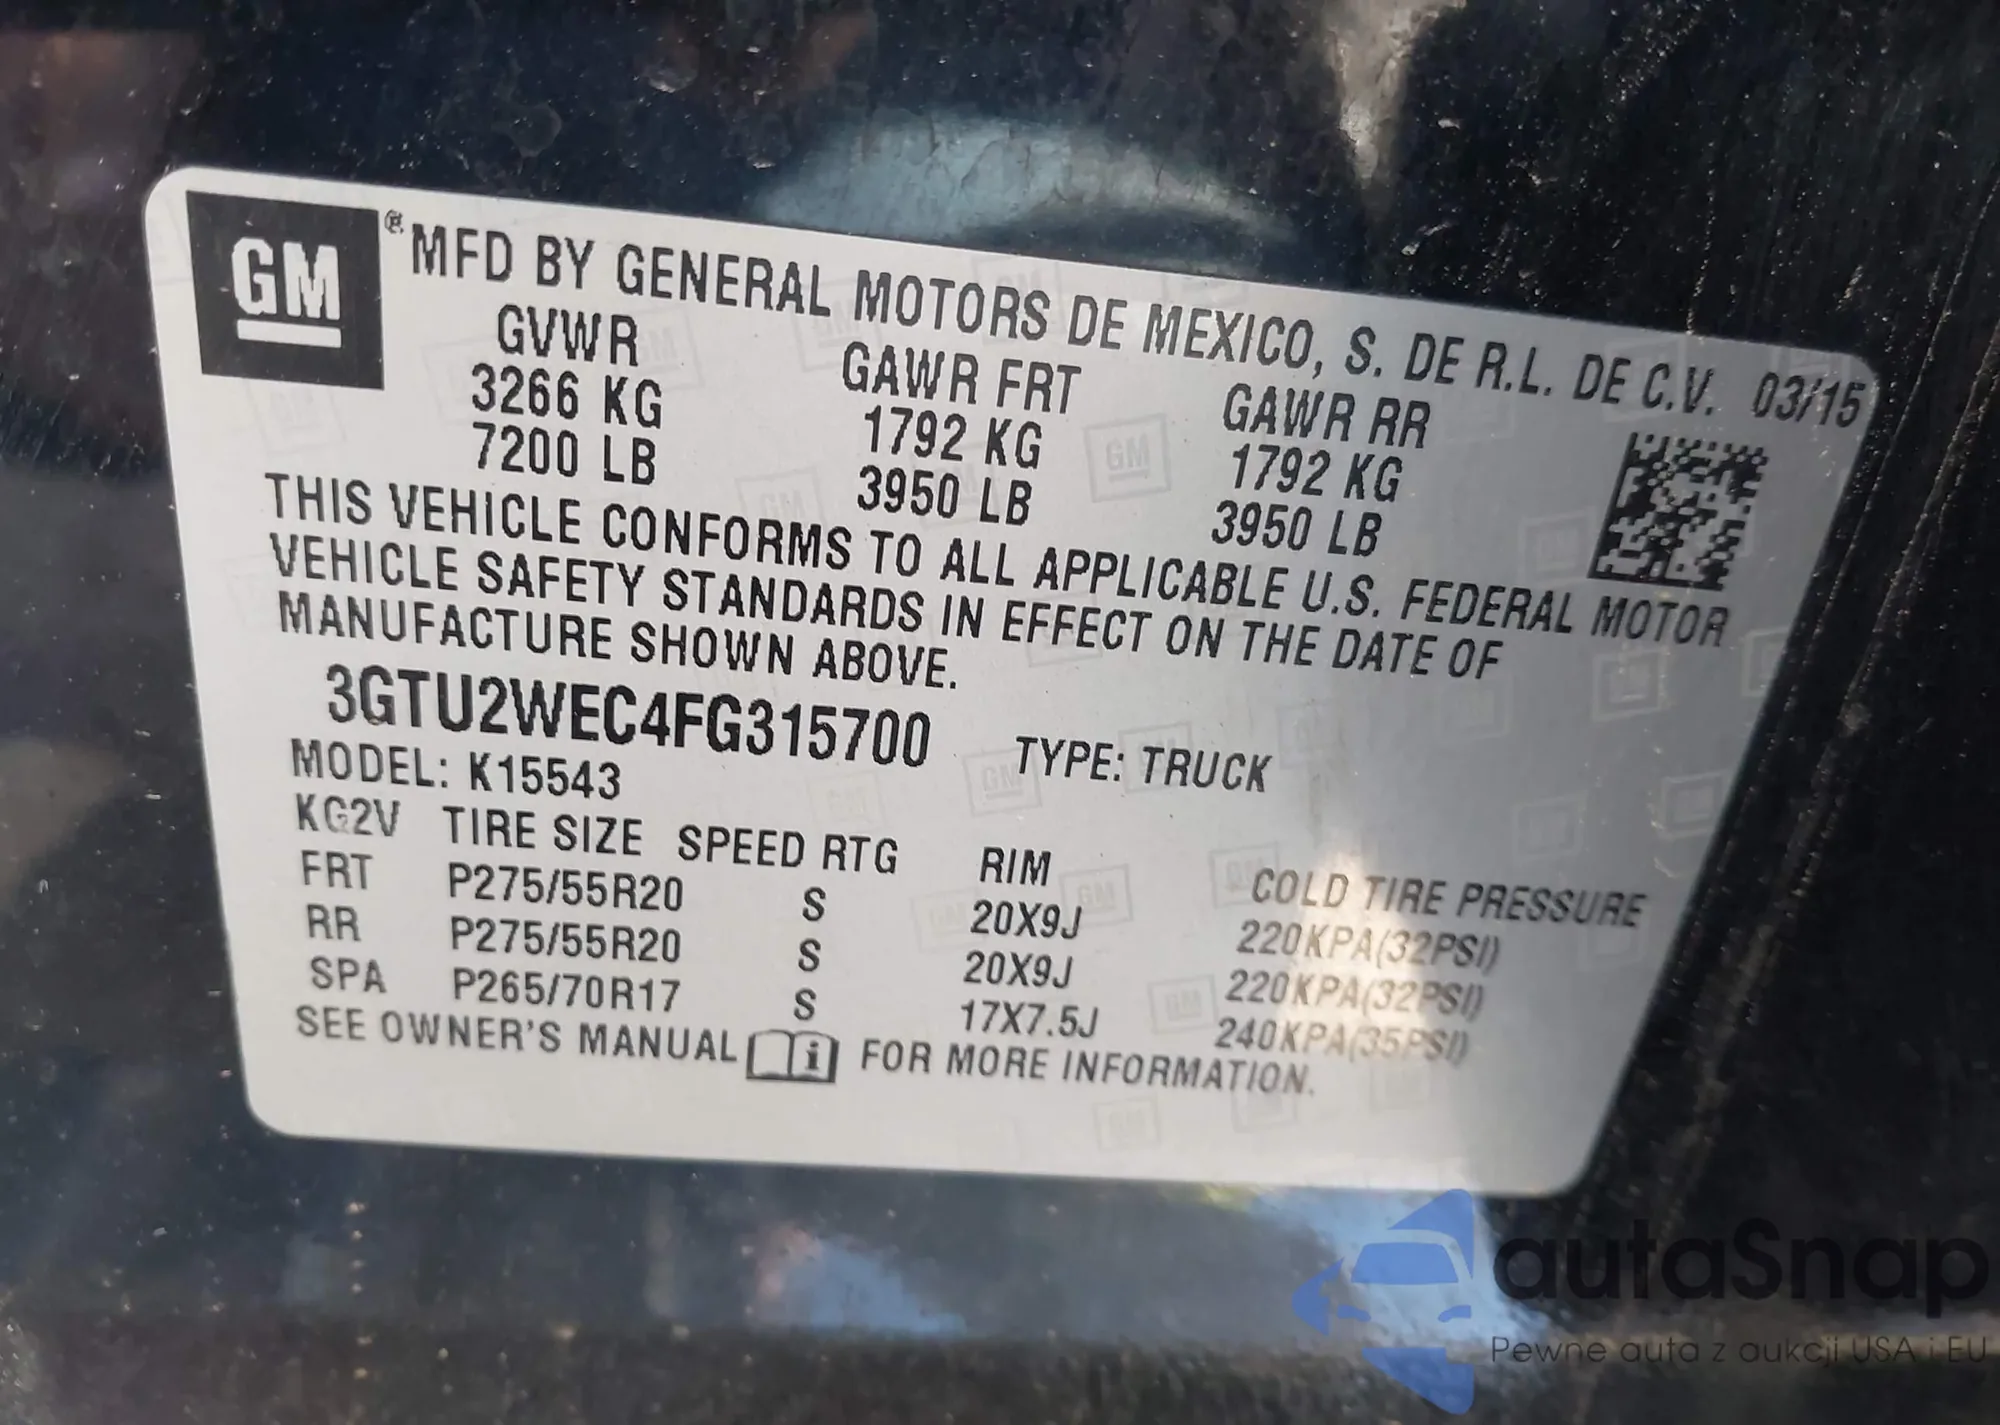 GM ® MFD BY GENERAL MOTORS DE MEXICO, S. DE R.L. DE C.V. 03/15
GVWR GAWR FRT GAWR RR
3266 KG 1792 KG 1792 KG
7200 LB 3950 LB 3950 LB
THIS VEHICLE CONFORMS TO ALL APPLICABLE U.S. FEDERAL MOTOR
VEHICLE SAFETY STANDARDS IN EFFECT ON THE DATE OF
MANUFACTURE SHOWN ABOVE.
3GTU2WEC4FG315700 TYPE: TRUCK
MODEL: K15543
KG2V TIRE SIZE SPEED RTG RIM COLD TIRE PRESSURE
FRT P275/55R20 S 20X9J 220KPA(32PSI)
RR P275/55R20 S 20X9J 220KPA(32PSI)
SPA P265/70R17 S 17X7.5J 240KPA(35PSI)
SEE OWNER'S MANUAL i FOR MORE INFORMATION.
autaSnap
Pewne auta z aukcji USA i EU